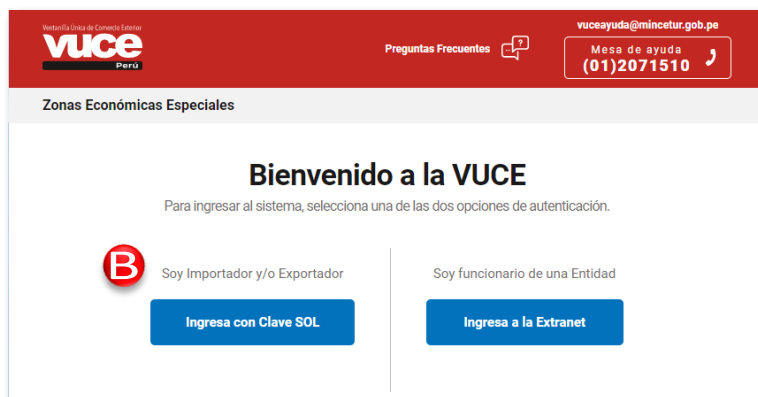 Ventanilla Única de Comercio Exterior
vuce
Perú
Preguntas Frecuentes
?
vuceayuda@mincetur.gob.pe
Mesa de ayuda
(01)2071510
Zonas Económicas Especiales
Bienvenido a la VUCE
Para ingresar al sistema, selecciona una de las dos opciones de autenticación.
B
Soy Importador y/o Exportador
Ingresa con Clave SOL
Soy funcionario de una Entidad
Ingresa a la Extranet